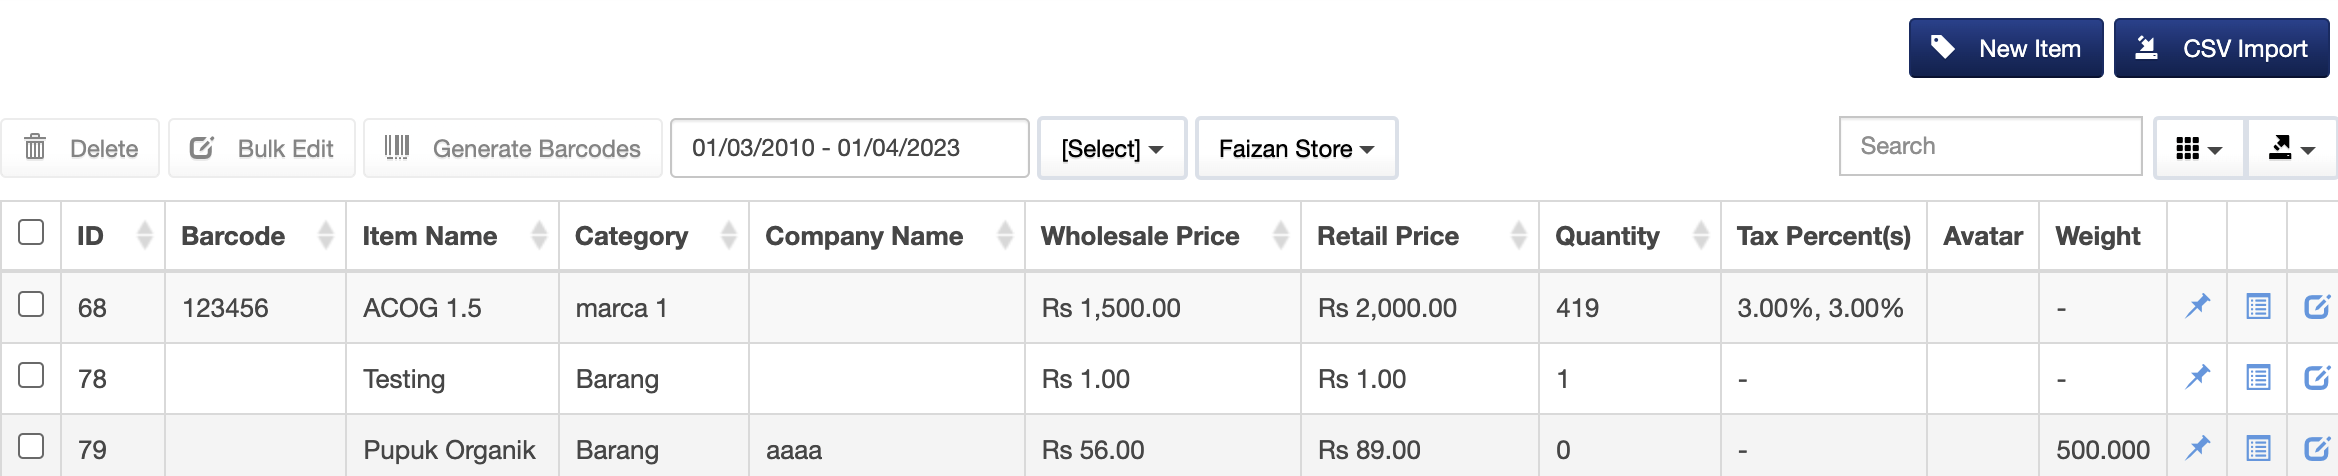 New Item CSV Import
Delete Bulk Edit Generate Barcodes 01/03/2010 - 01/04/2023 [Select] Faizan Store Search
ID Barcode Item Name Category Company Name Wholesale Price Retail Price Quantity Tax Percent(s) Avatar Weight
68 123456 ACOG 1.5 marca 1 Rs 1,500.00 Rs 2,000.00 419 3.00%, 3.00% -
78 Testing Barang Rs 1.00 Rs 1.00 1 - -
79 Pupuk Organik Barang aaaa Rs 56.00 Rs 89.00 0 - 500.000